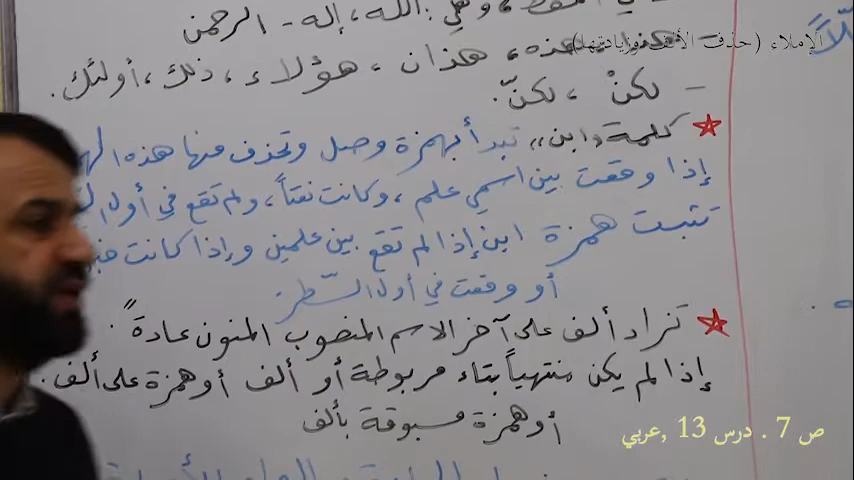 وهي: الله، إله - الرحمن
الإملاء (حذف الألف وزيادتها)
هذه، هذان، هؤلاء، ذلك، أولئك.
- لكنْ، لكنّ.
كلمة «ابن» تبدأ بهمزة وصل وتحذف منها هذه
إذا وقعت بين اسمي علم، وكانت نعتاً، ولم تقع في أول
تثبت همزة ابن إذا لم تقع بين علمين وإذا كانت
أو وقعت في أول السّطر.
تزاد ألف على آخر الاسم المنصوب المنون عادةً
إذا لم يكن منتهياً بتاء مربوطة أو ألف أو همزة على ألف.
أو همزة مسبوقة بألف
ص 7 . درس 13 ,عربي